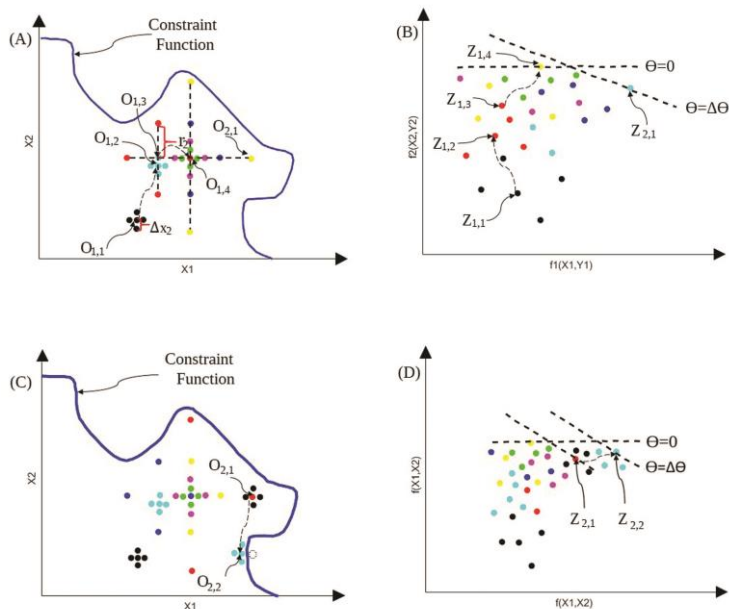 (A)
Constraint
Function
O1,3
O1,2
r2
O2,1
O1,4
Δx2
O1,1
X2
X1
(B)
Z1,4
Θ=0
Z1,3
Z2,1
Θ=ΔΘ
Z1,2
Z1,1
f2(X2,Y2)
f1(X1,Y1)
(C)
Constraint
Function
O2,1
O2,2
X2
X1
(D)
Θ=0
Θ=ΔΘ
Z2,1
Z2,2
f(X1,X2)
f(X1,X2)